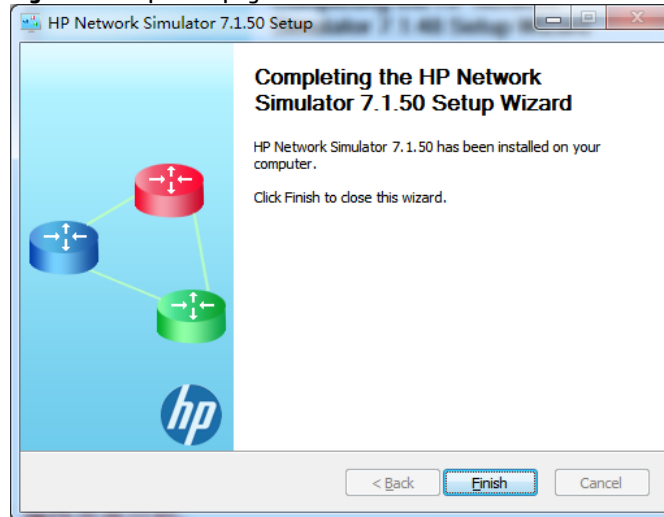 HP Network Simulator 7.1.50 Setup
Completing the HP Network
Simulator 7.1.50 Setup Wizard
HP Network Simulator 7.1.50 has been installed on your
computer.
Click Finish to close this wizard.
hp
< Back Finish Cancel